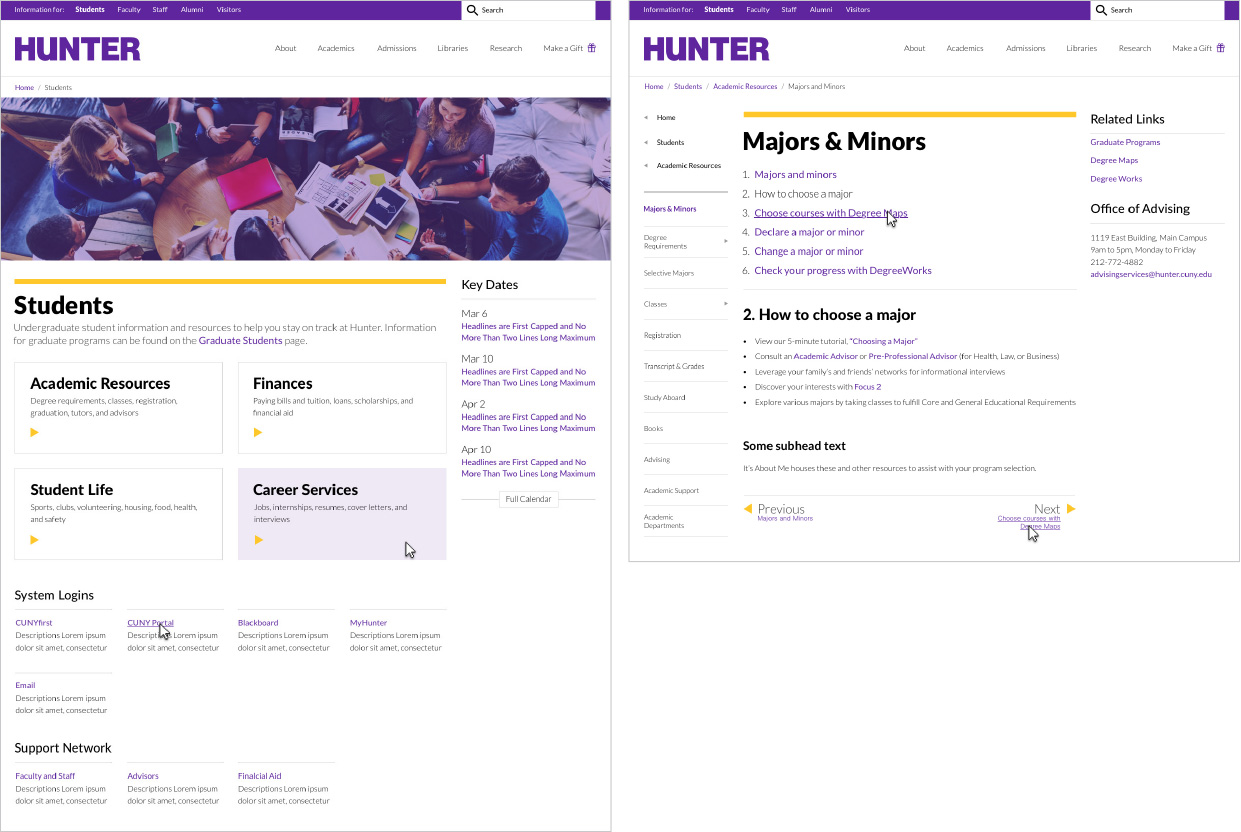 Information for: Students Faculty Staff Alumni Visitors Search
HUNTER
About Academics Admissions Libraries Research Make a Gift
Home / Students
Students
Undergraduate student information and resources to help you stay on track at Hunter. Information
for graduate programs can be found on the Graduate Students page.
Academic Resources
Degree requirements, classes, registration,
graduation, tutors, and advisors
Finances
Paying bills and tuition, loans, scholarships, and
financial aid
Student Life
Sports, clubs, volunteering, housing, food, health,
and safety
Career Services
Jobs, internships, resumes, cover letters, and
interviews
Key Dates
Mar 6
Headlines are First Capped and No
More Than Two Lines Long Maximum
Mar 10
Headlines are First Capped and No
More Than Two Lines Long Maximum
Apr 2
Headlines are First Capped and No
More Than Two Lines Long Maximum
Apr 10
Headlines are First Capped and No
More Than Two Lines Long Maximum
Full Calendar
System Logins
CUNYfirst
Descriptions Lorem ipsum
dolor sit amet, consectetur
CUNY Portal
Descriptions Lorem ipsum
dolor sit amet, consectetur
Blackboard
Descriptions Lorem ipsum
dolor sit amet, consectetur
MyHunter
Descriptions Lorem ipsum
dolor sit amet, consectetur
Email
Descriptions Lorem ipsum
dolor sit amet, consectetur
Support Network
Faculty and Staff
Descriptions Lorem ipsum
dolor sit amet, consectetur
Advisors
Descriptions Lorem ipsum
dolor sit amet, consectetur
Finalcial Aid
Descriptions Lorem ipsum
dolor sit amet, consectetur
Information for: Students Faculty Staff Alumni Visitors Search
HUNTER
About Academics Admissions Libraries Research Make a Gift
Home / Students / Academic Resources / Majors and Minors
Home
Students
Academic Resources
Majors & Minors
Degree
Requirements
Selective Majors
Classes
Registration
Transcript & Grades
Study Aboard
Books
Advising
Academic Support
Academic
Departments
Majors & Minors
1. Majors and minors
2. How to choose a major
3. Choose courses with Degree Maps
4. Declare a major or minor
5. Change a major or minor
6. Check your progress with DegreeWorks
2. How to choose a major
• View our 5-minute tutorial, "Choosing a Major"
• Consult an Academic Advisor or Pre-Professional Advisor (for Health, Law, or Business)
• Leverage your family's and friends' networks for informational interviews
• Discover your interests with Focus 2
• Explore various majors by taking classes to fulfill Core and General Educational Requirements
Some subhead text
It's About Me houses these and other resources to assist with your program selection.
Previous
Majors and Minors
Next
Choose courses with
Degree Maps
Related Links
Graduate Programs
Degree Maps
Degree Works
Office of Advising
1119 East Building, Main Campus
9am to 5pm, Monday to Friday
212-772-4882
advisingservices@hunter.cuny.edu